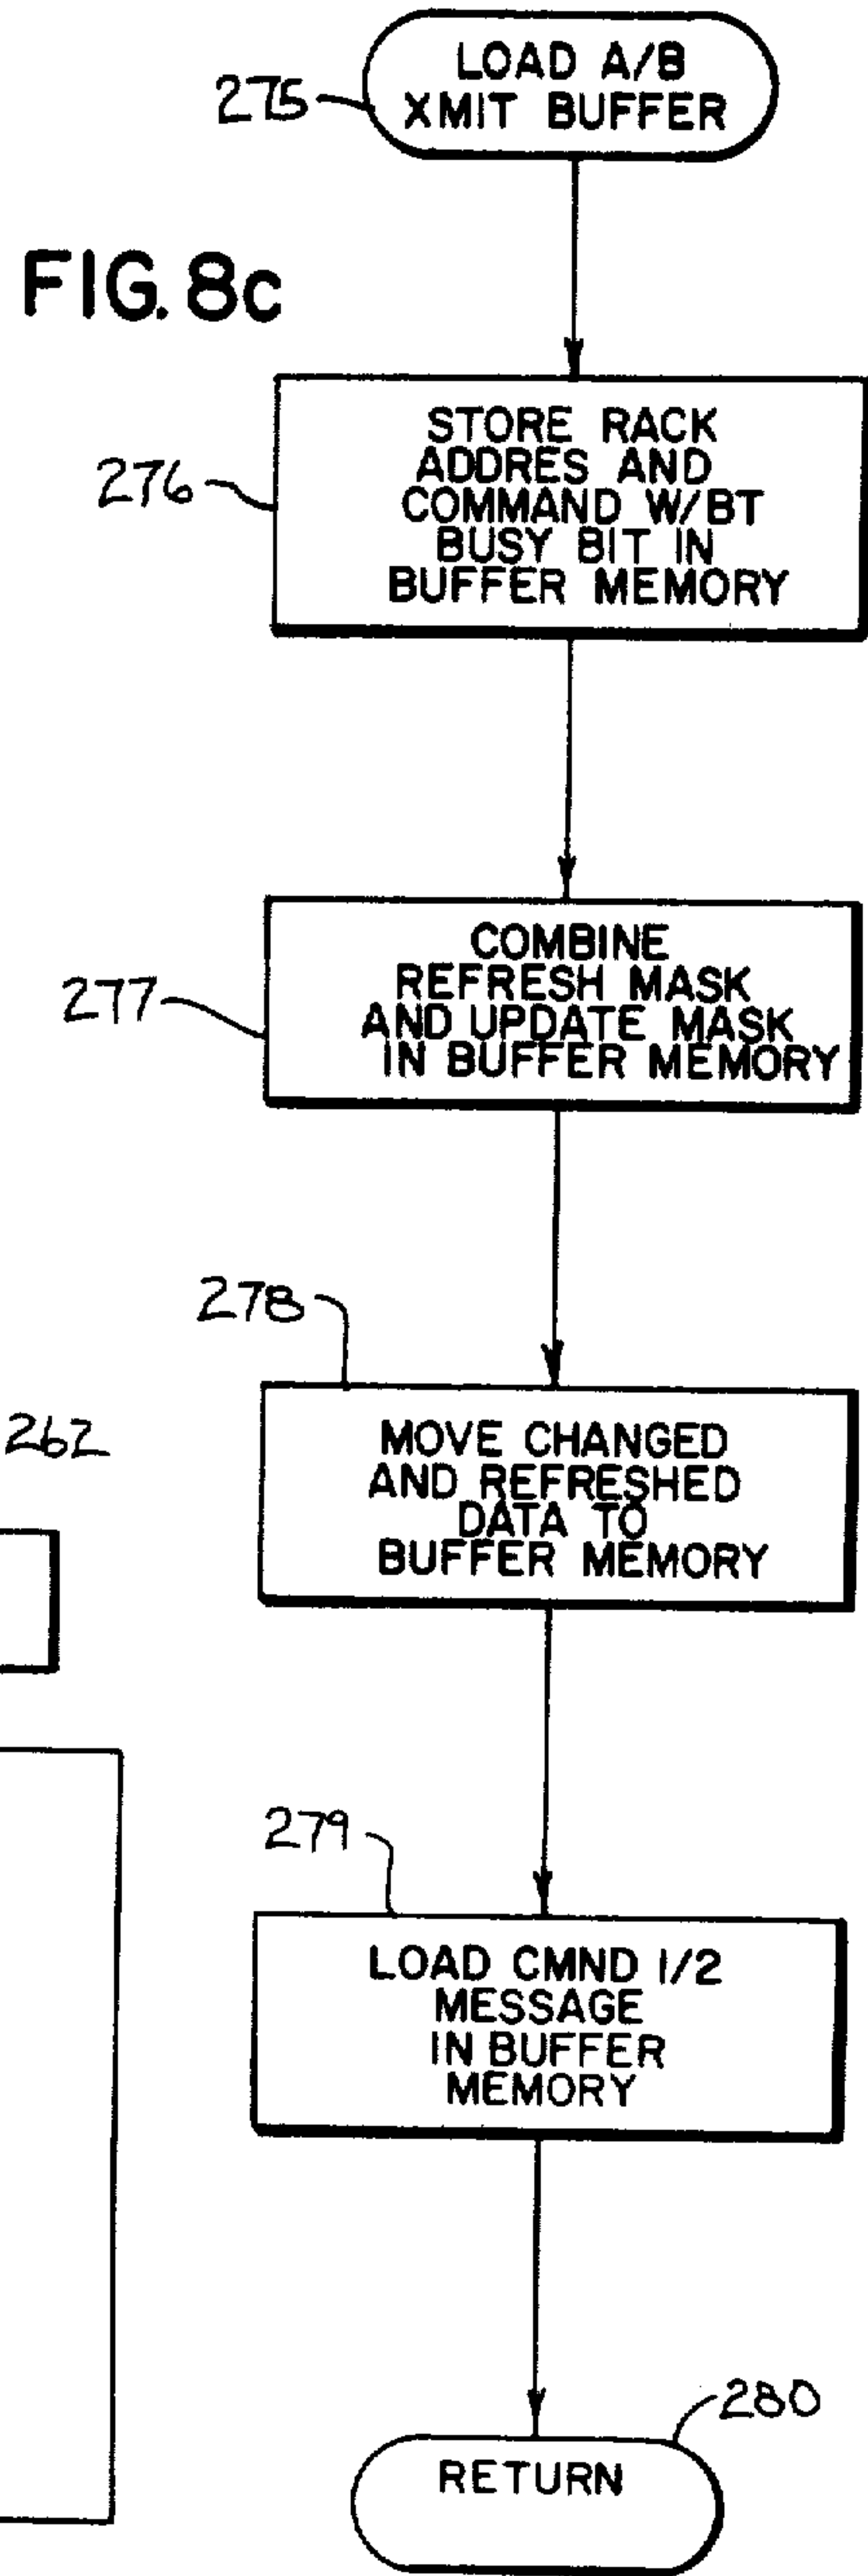 LOAD A/B
XMIT BUFFER
275
FIG. 8c
STORE RACK
ADDRES AND
COMMAND W/BT
BUSY BIT IN
BUFFER MEMORY
276
COMBINE
REFRESH MASK
AND UPDATE MASK
IN BUFFER MEMORY
277
278
MOVE CHANGED
AND REFRESHED
DATA TO
BUFFER MEMORY
262
279
LOAD CMND 1/2
MESSAGE
IN BUFFER
MEMORY
280
RETURN